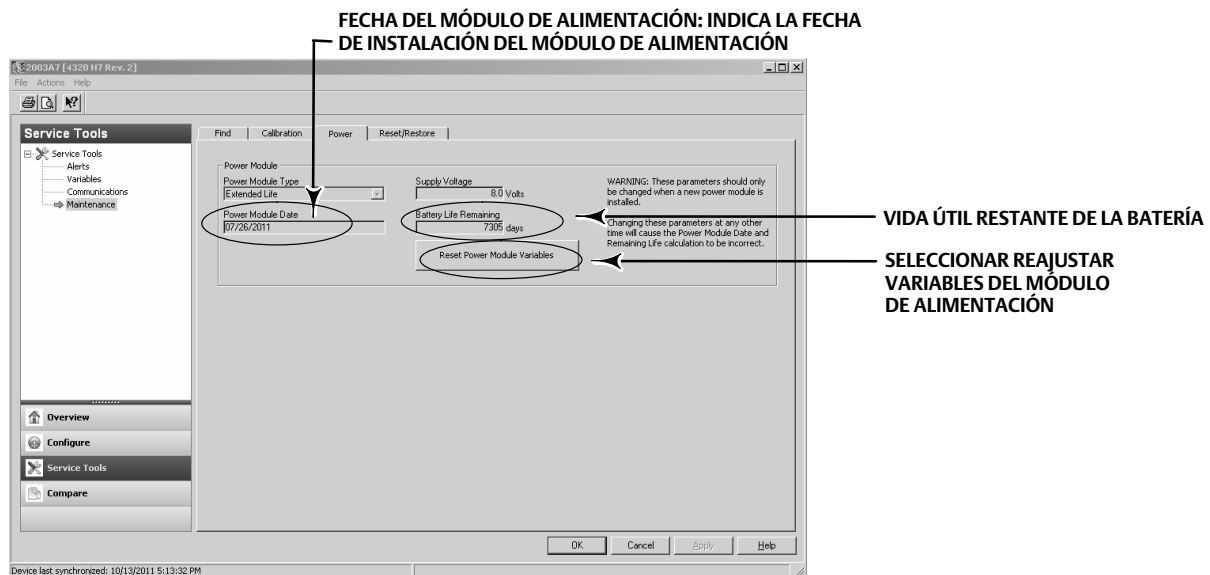 FECHA DEL MÓDULO DE ALIMENTACIÓN: INDICA LA FECHA
DE INSTALACIÓN DEL MÓDULO DE ALIMENTACIÓN
2003A7 [4320 H7 Rev. 2]
File Actions Help
Service Tools
Service Tools
Alerts
Variables
Communications
Maintenance
Overview
Configure
Service Tools
Compare
Find Calibration Power Reset/Restore
Power Module
Power Module Type
Extended Life
Power Module Date
07/26/2011
Supply Voltage
8.0 Volts
Battery Life Remaining
7305 days
Reset Power Module Variables
WARNING: These parameters should only
be changed when a new power module is
installed.
Changing these parameters at any other
time will cause the Power Module Date and
Remaining Life calculation to be incorrect.
VIDA ÚTIL RESTANTE DE LA BATERÍA
SELECCIONAR REAJUSTAR
VARIABLES DEL MÓDULO
DE ALIMENTACIÓN
OK Cancel Apply Help
Device last synchronized: 10/13/2011 5:13:32 PM